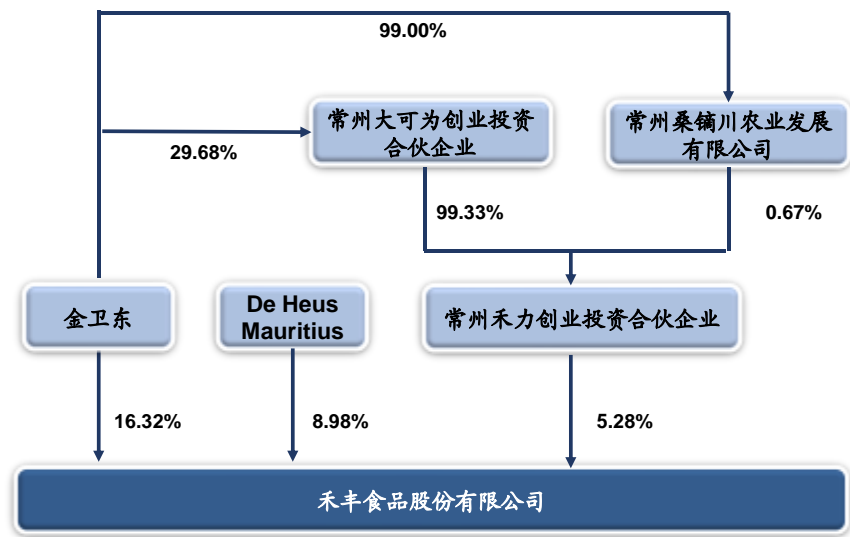 99.00%
常州大可为创业投资
合伙企业
常州桑镝川农业发展
有限公司
29.68%
99.33%
0.67%
金卫东
De Heus
Mauritius
常州禾力创业投资合伙企业
16.32%
8.98%
5.28%
禾丰食品股份有限公司